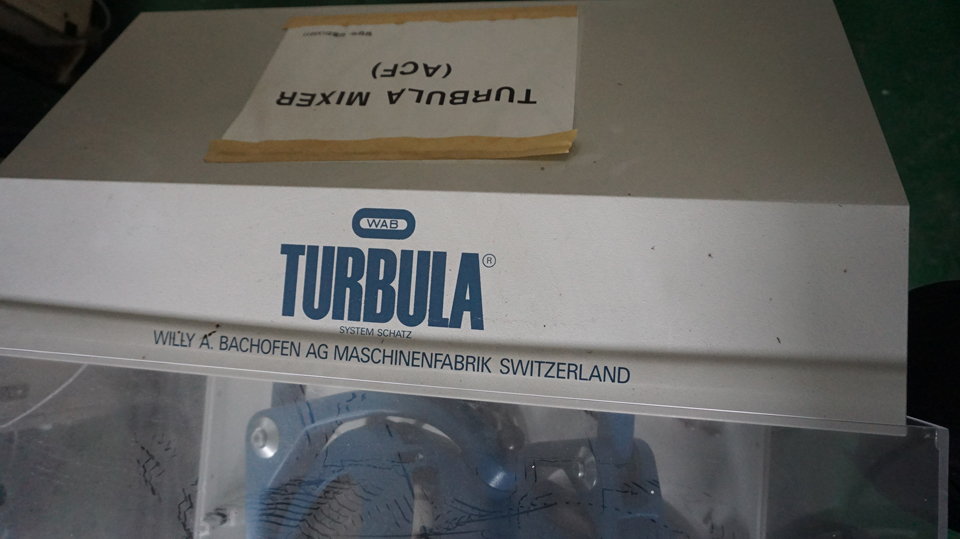 TURBULA MIXER
(ACF)
WAB
TURBULA®
SYSTEM SCHATZ
WILLY A. BACHOFEN AG MASCHINENFABRIK SWITZERLAND